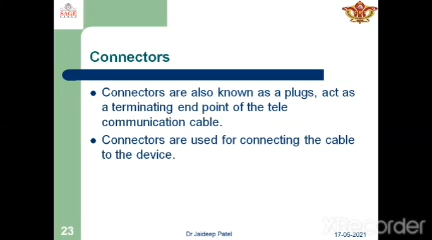 SAGE
Connectors
Connectors are also known as a plugs, act as
a terminating end point of the tele
communication cable.
Connectors are used for connecting the cable
to the device.
23
Dr Jaideep Patel
17-05-2021